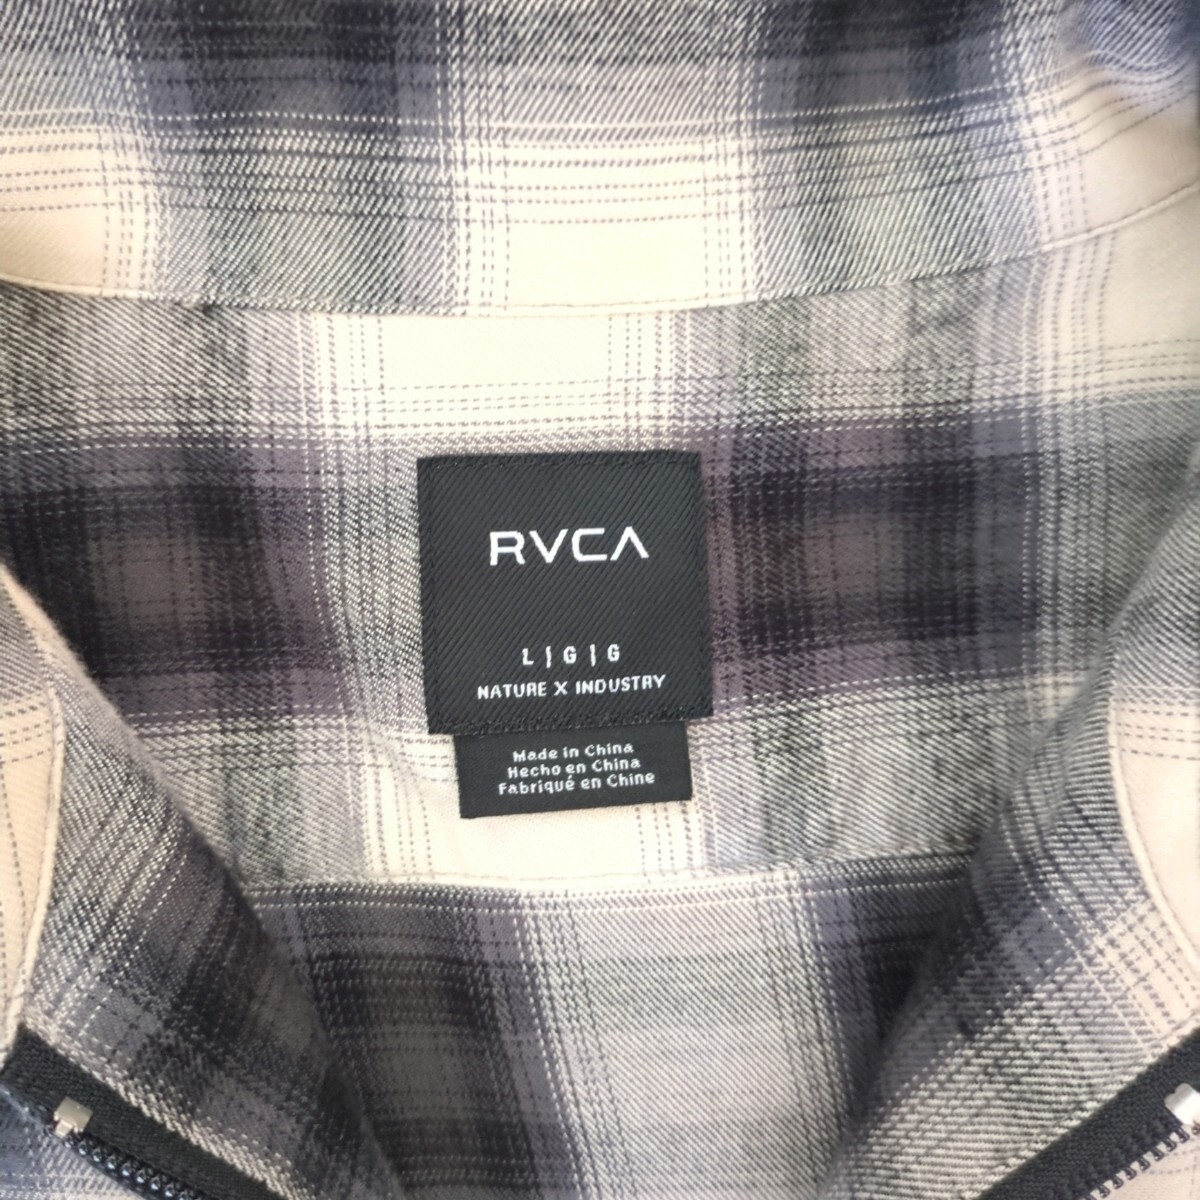 RVCA
L | G | G
NATURE X INDUSTRY
Made in China
Hecho en China
Fabriqué en Chine